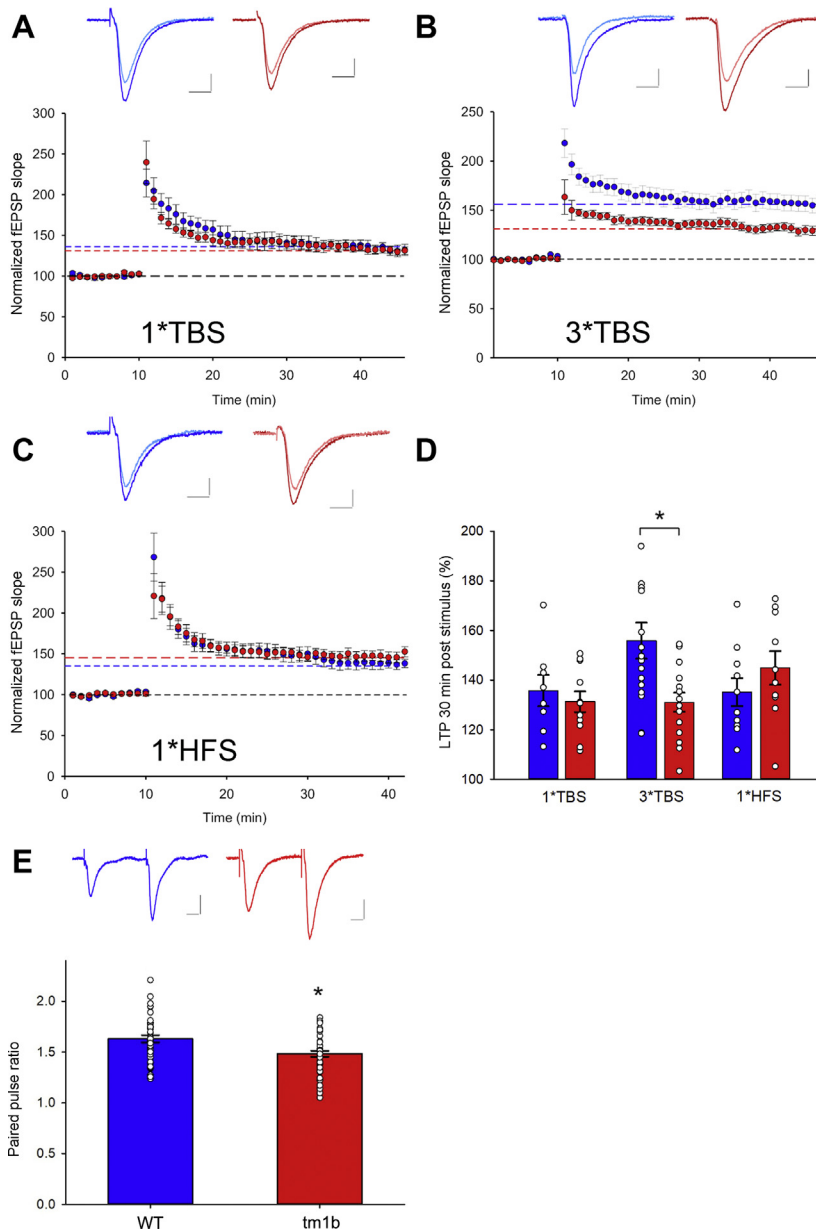 A
B
300
250
200
150
100
50
0
Normalized fEPSP slope
1*TBS
0
10
20
30
40
Time (min)
250
200
150
100
50
0
Normalized fEPSP slope
3*TBS
10
20
30
40
Time (min)
C
D
300
250
200
150
100
50
0
Normalized fEPSP slope
1*HFS
0
10
20
30
40
Time (min)
200
180
160
140
120
100
LTP 30 min post stimulus (%)
*
1*TBS
3*TBS
1*HFS
E
2.0
1.5
1.0
0.5
0.0
Paired pulse ratio
*
WT
tm1b